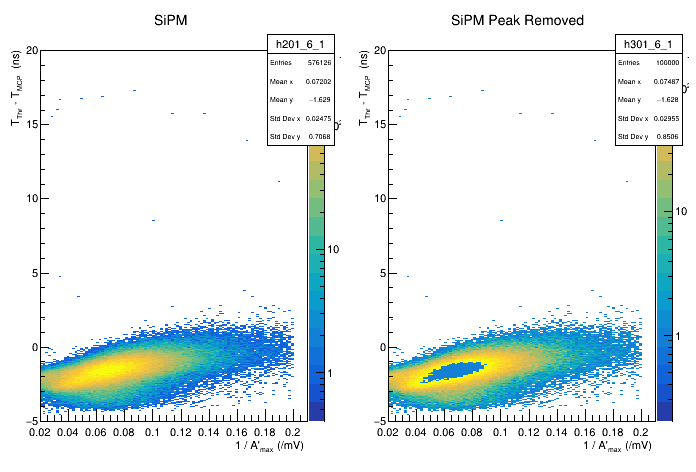 SiPM
h201_6_1
Entries 576126
Mean x 0.07202
Mean y −1.629
Std Dev x 0.02475
Std Dev y 0.7068
T_Thr - T_MCP (ns)
20
15
10
5
0
−5
0.02 0.04 0.06 0.08 0.1 0.12 0.14 0.16 0.18 0.2
1 / A'_max (/mV)
10
1
SiPM Peak Removed
h301_6_1
Entries 100000
Mean x 0.07487
Mean y −1.628
Std Dev x 0.02955
Std Dev y 0.8506
T_Thr - T_MCP (ns)
20
15
10
5
0
−5
0.02 0.04 0.06 0.08 0.1 0.12 0.14 0.16 0.18 0.2
1 / A'_max (/mV)
10
1